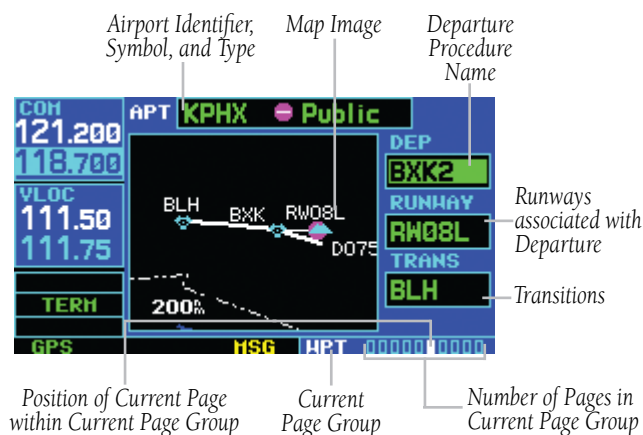 Airport Identifier,
Symbol, and Type
Map Image
Departure
Procedure
Name
COM
121.200
118.700
APT KPHX Public
DEP
BXK2
VLOC
111.50
111.75
BLH
BXK
RW08L
D075
RUNWAY
RW08L
Runways
associated with
Departure
TRANS
BLH
Transitions
TERM
200nm
GPS
MSG
WPT
Position of Current Page
within Current Page Group
Current
Page Group
Number of Pages in
Current Page Group